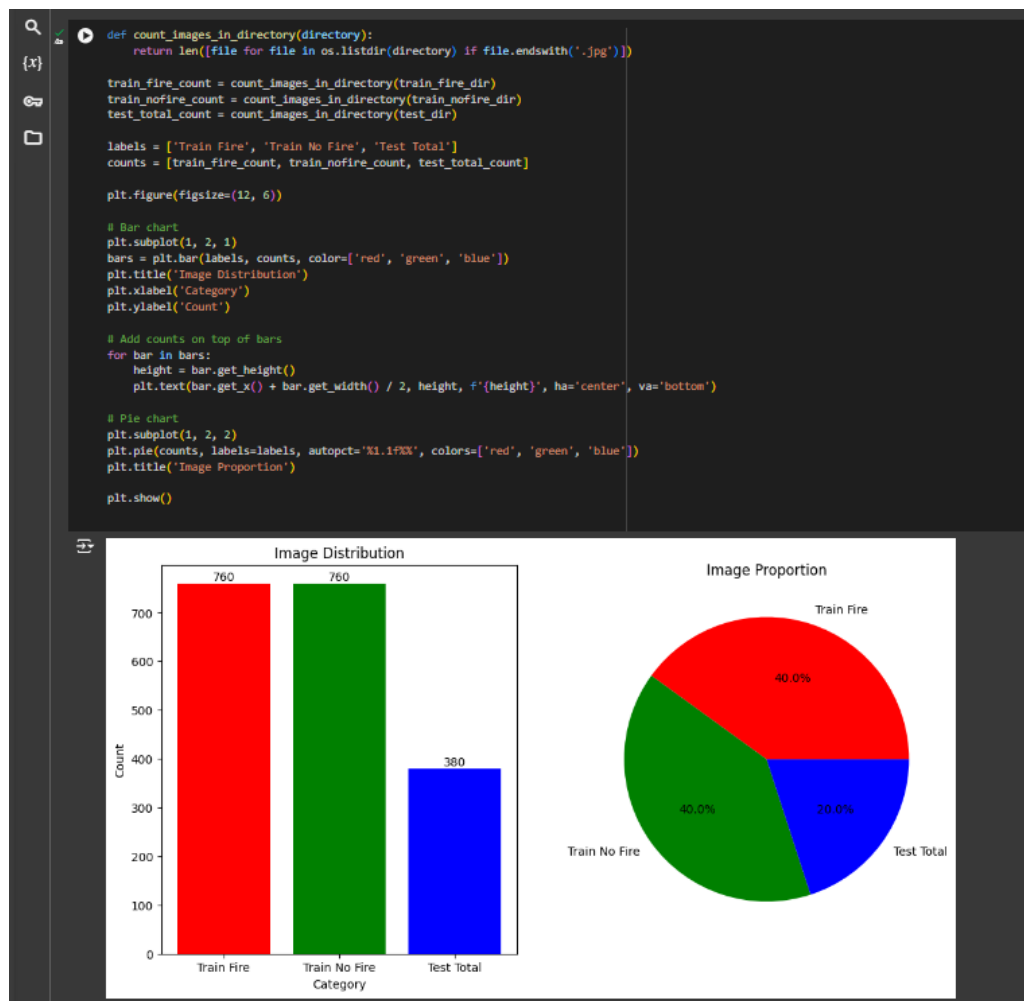 {x}
def count_images_in_directory(directory):
    return len([file for file in os.listdir(directory) if file.endswith('.jpg')])
train_fire_count = count_images_in_directory(train_fire_dir)
train_nofire_count = count_images_in_directory(train_nofire_dir)
test_total_count = count_images_in_directory(test_dir)
labels = ['Train Fire', 'Train No Fire', 'Test Total']
counts = [train_fire_count, train_nofire_count, test_total_count]
plt.figure(figsize=(12, 6))
# Bar chart
plt.subplot(1, 2, 1)
bars = plt.bar(labels, counts, color=['red', 'green', 'blue'])
plt.title('Image Distribution')
plt.xlabel('Category')
plt.ylabel('Count')
# Add counts on top of bars
for bar in bars:
    height = bar.get_height()
    plt.text(bar.get_x() + bar.get_width() / 2, height, f'{height}', ha='center', va='bottom')
# Pie chart
plt.subplot(1, 2, 2)
plt.pie(counts, labels=labels, autopct='%1.1f%%', colors=['red', 'green', 'blue'])
plt.title('Image Proportion')
plt.show()
Image Distribution
760
760
380
700
600
500
400
300
200
100
0
Count
Train Fire
Train No Fire
Test Total
Category
Image Proportion
Train Fire
40.0%
40.0%
20.0%
Train No Fire
Test Total